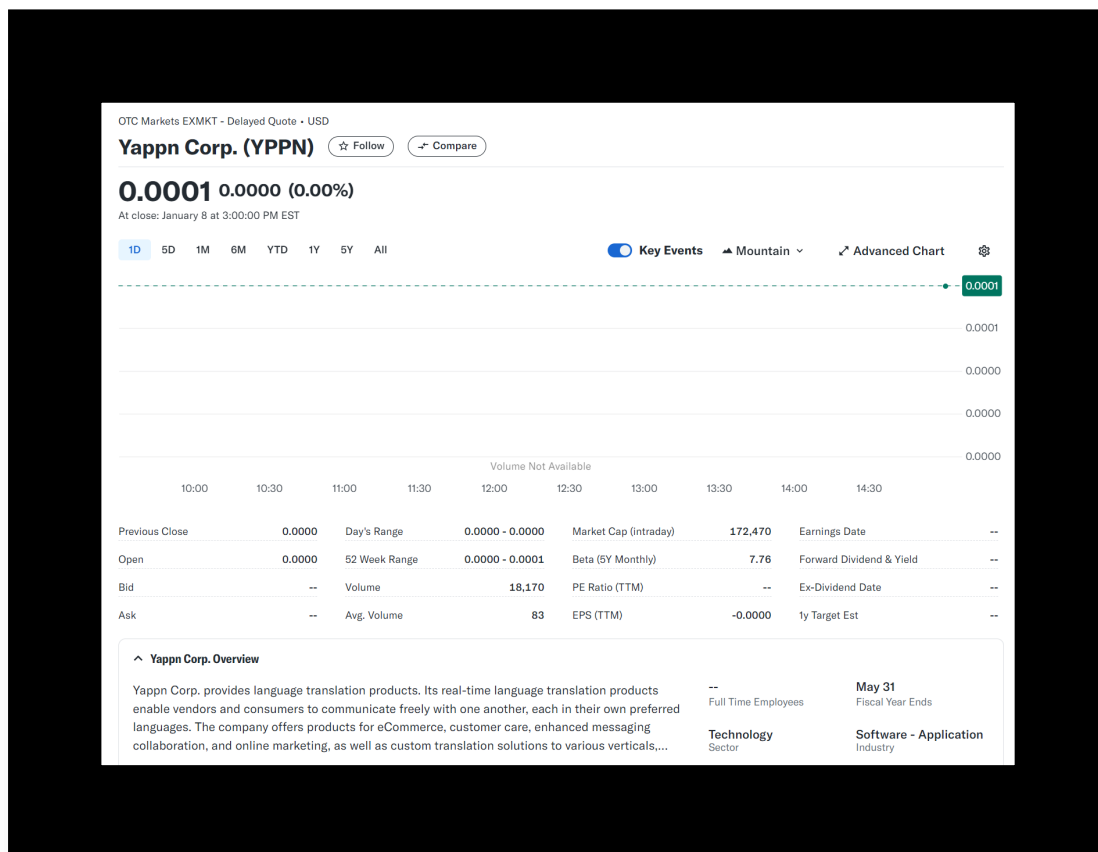 OTC Markets EXMKT - Delayed Quote • USD
Yappn Corp. (YPPN) Follow Compare
0.0001 0.0000 (0.00%)
At close: January 8 at 3:00:00 PM EST
1D 5D 1M 6M YTD 1Y 5Y All Key Events Mountain Advanced Chart
0.0001
0.0001
0.0000
0.0000
0.0000
Volume Not Available
10:00 10:30 11:00 11:30 12:00 12:30 13:00 13:30 14:00 14:30
Previous Close 0.0000 Day's Range 0.0000 - 0.0000 Market Cap (intraday) 172,470 Earnings Date --
Open 0.0000 52 Week Range 0.0000 - 0.0001 Beta (5Y Monthly) 7.76 Forward Dividend & Yield --
Bid -- Volume 18,170 PE Ratio (TTM) -- Ex-Dividend Date --
Ask -- Avg. Volume 83 EPS (TTM) -0.0000 1y Target Est --
Yappn Corp. Overview
Yappn Corp. provides language translation products. Its real-time language translation products
enable vendors and consumers to communicate freely with one another, each in their own preferred
languages. The company offers products for eCommerce, customer care, enhanced messaging
collaboration, and online marketing, as well as custom translation solutions to various verticals,...
-- May 31
Full Time Employees Fiscal Year Ends
Technology Software - Application
Sector Industry